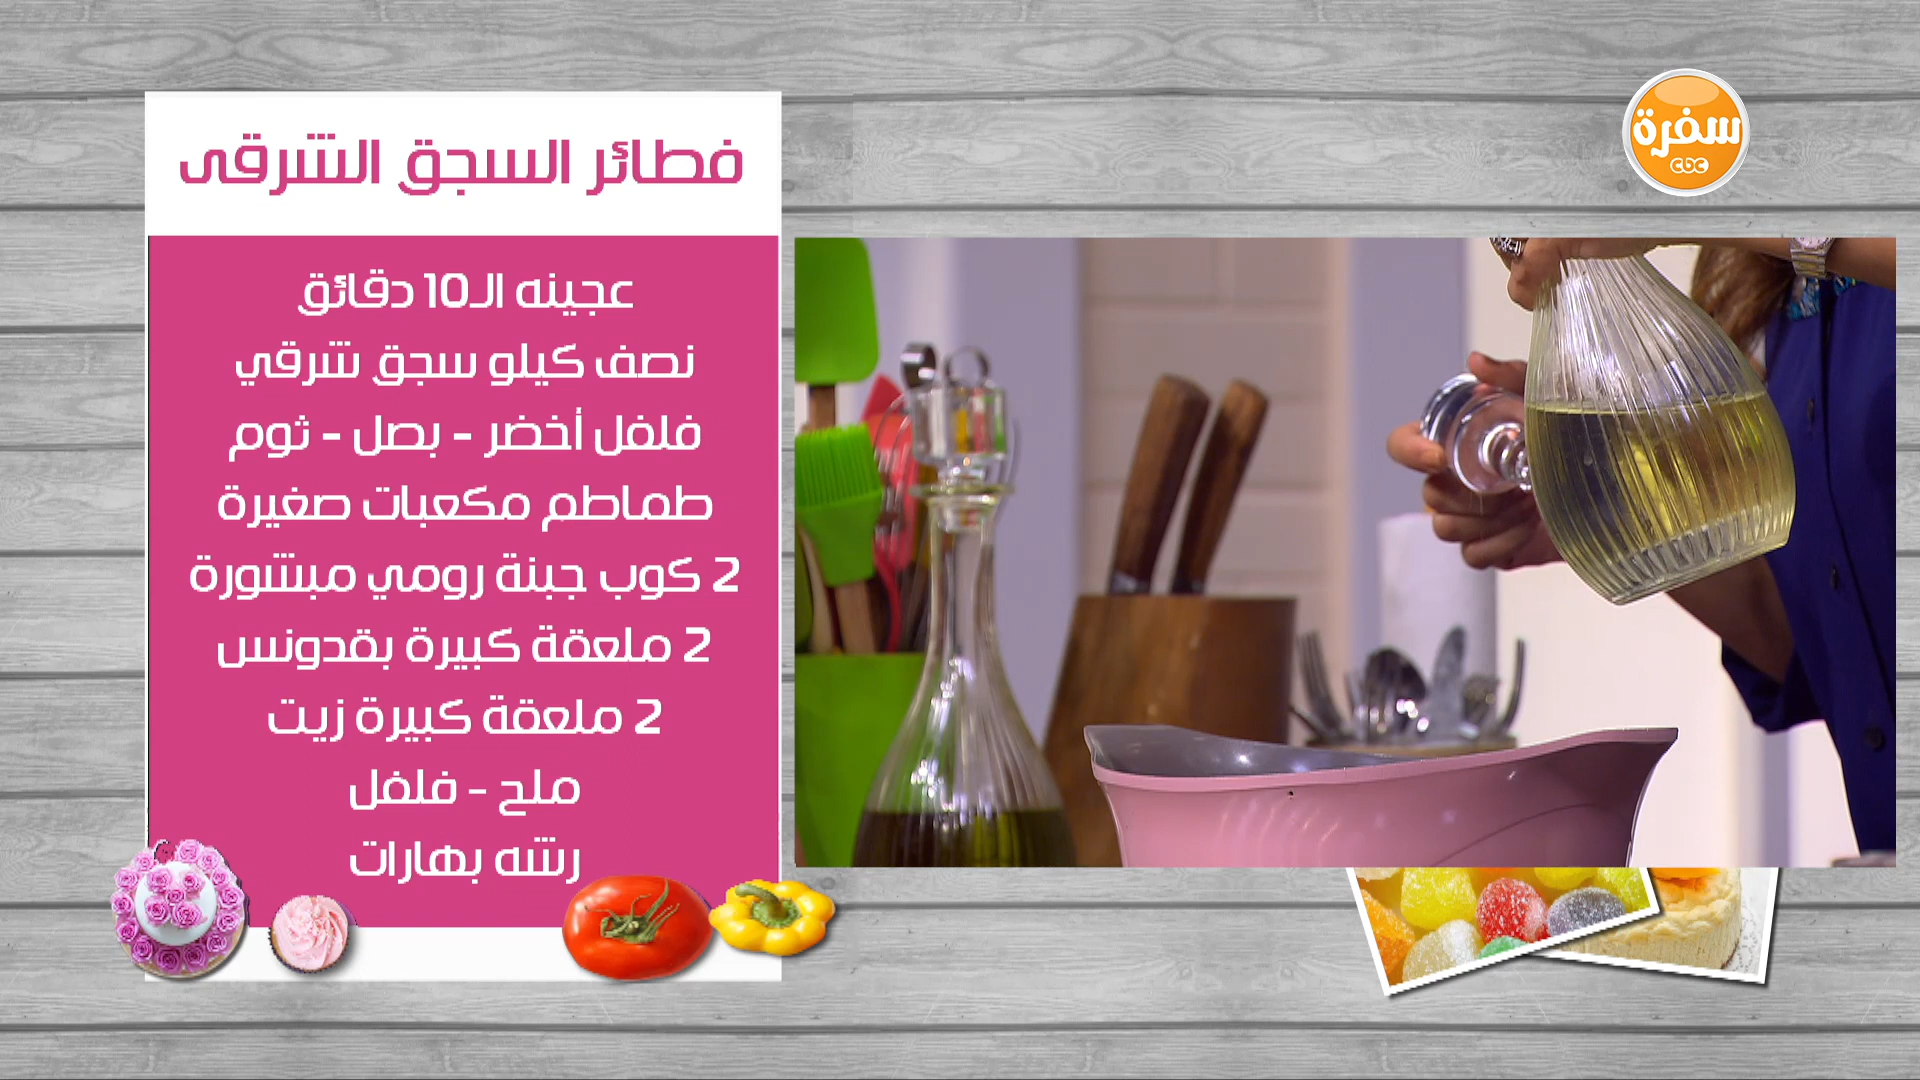 فطائر السجق الشرقى
عجينه الـ10 دقائق
نصف كيلو سجق شرقي
فلفل أخضر - بصل - ثوم
طماطم مكعبات صغيرة
2 كوب جبنة رومي مبشورة
2 ملعقة كبيرة بقدونس
2 ملعقة كبيرة زيت
ملح - فلفل
رشه بهارات
سفرة
cbc